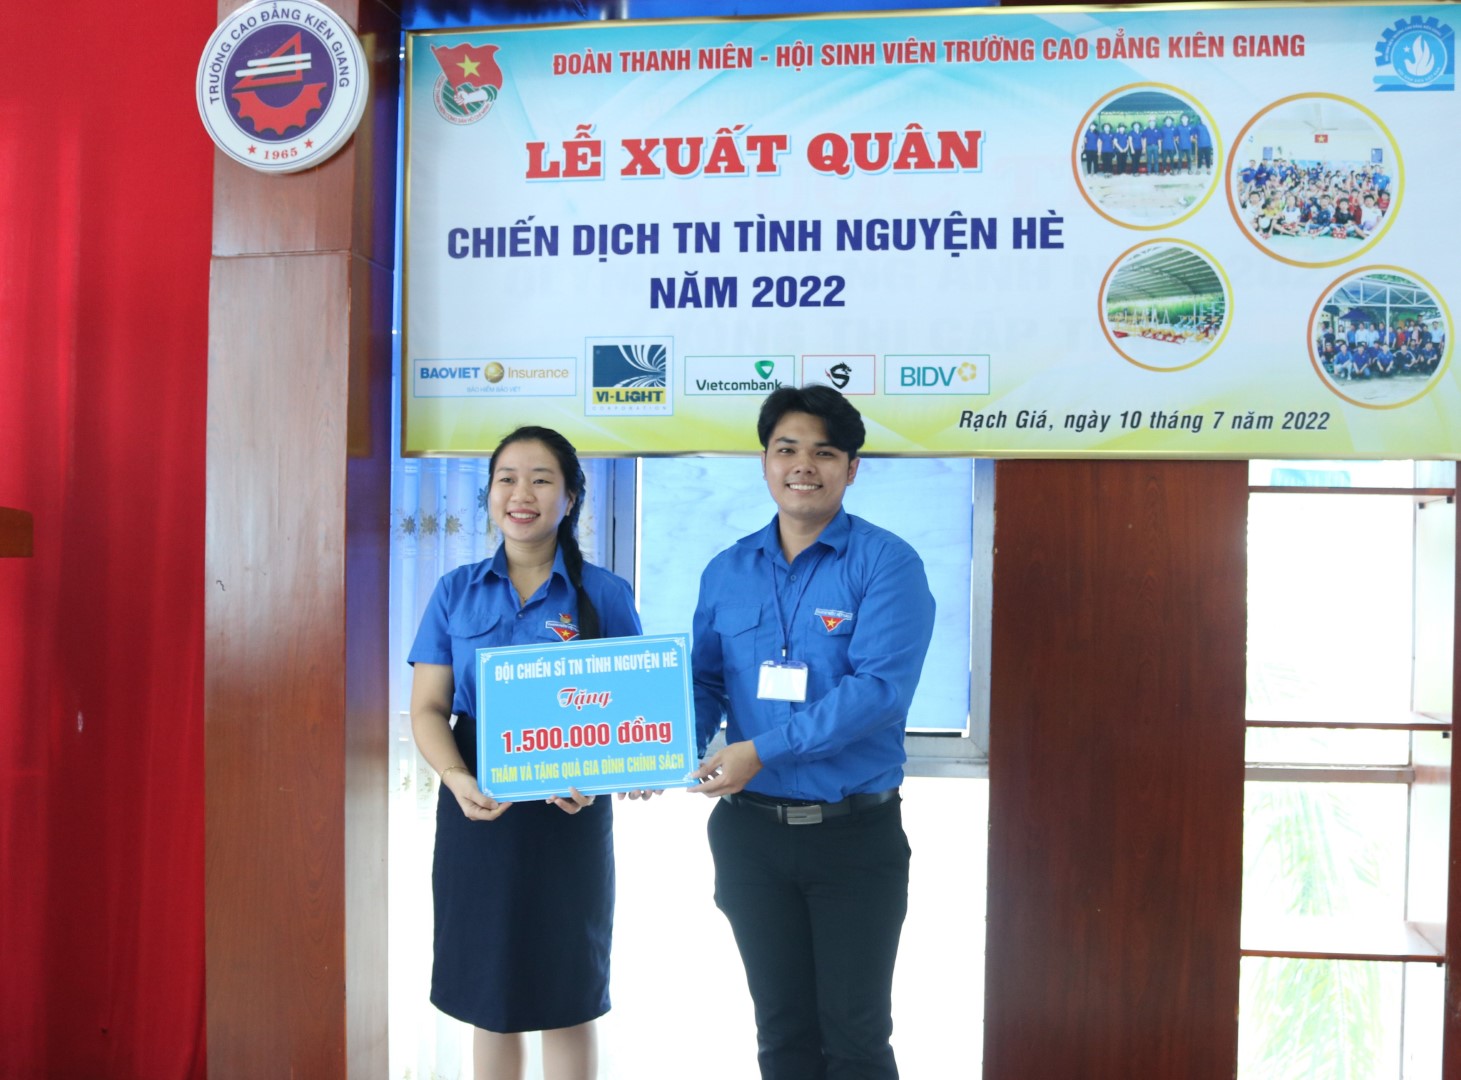 TRƯỜNG CAO ĐẲNG KIÊN GIANG
★ 1965 ★
ĐOÀN THANH NIÊN - HỘI SINH VIÊN TRƯỜNG CAO ĐẲNG KIÊN GIANG
LỄ XUẤT QUÂN
CHIẾN DỊCH TN TÌNH NGUYỆN HÈ
NĂM 2022
BAOVIET Insurance
BẢO HIỂM BẢO VIỆT
VI-LIGHT
CORPORATION
Vietcombank
S
BIDV
Rạch Giá, ngày 10 tháng 7 năm 2022
ĐỘI CHIẾN SĨ TN TÌNH NGUYỆN HÈ
Tặng
1.500.000 đồng
THĂM VÀ TẶNG QUÀ GIA ĐÌNH CHÍNH SÁCH